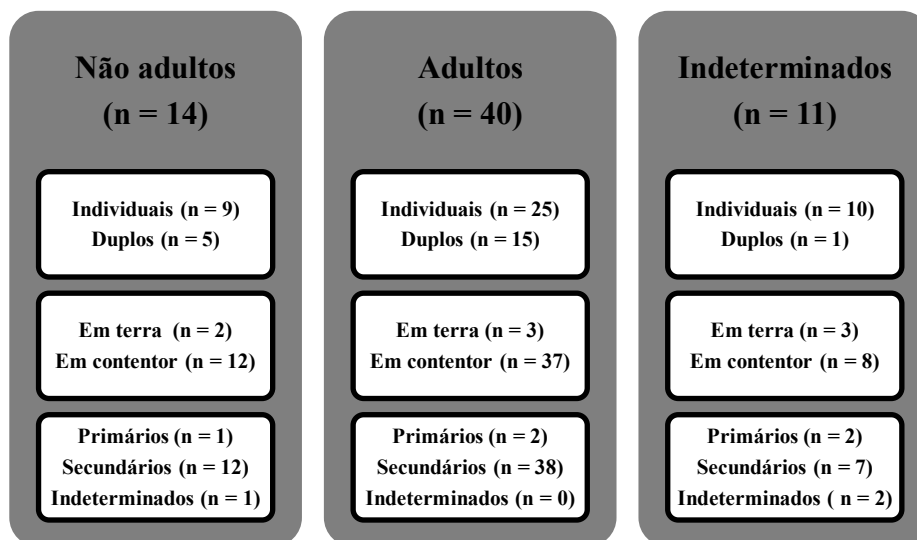 Não adultos
(n = 14)
Individuais (n = 9)
Duplos (n = 5)
Em terra (n = 2)
Em contentor (n = 12)
Primários (n = 1)
Secundários (n = 12)
Indeterminados (n = 1)
Adultos
(n = 40)
Individuais (n = 25)
Duplos (n = 15)
Em terra (n = 3)
Em contentor (n = 37)
Primários (n = 2)
Secundários (n = 38)
Indeterminados (n = 0)
Indeterminados
(n = 11)
Individuais (n = 10)
Duplos (n = 1)
Em terra (n = 3)
Em contentor (n = 8)
Primários (n = 2)
Secundários (n = 7)
Indeterminados ( n = 2)